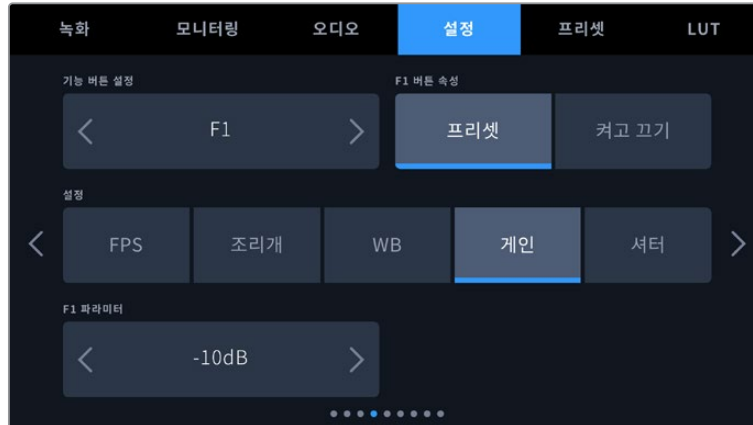 녹화 모니터링 오디오 설정 프리셋 LUT
기능 버튼 설정 F1 버튼 속성
F1 프리셋 켜고 끄기
설정
FPS 조리개 WB 게인 셔터
F1 파라미터
-10dB